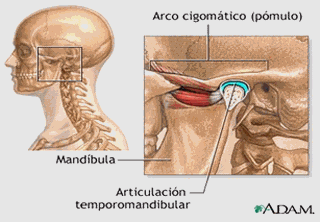 Arco cigomático (pómulo)
Mandíbula
Articulación
temporomandibular
A.D.A.M.